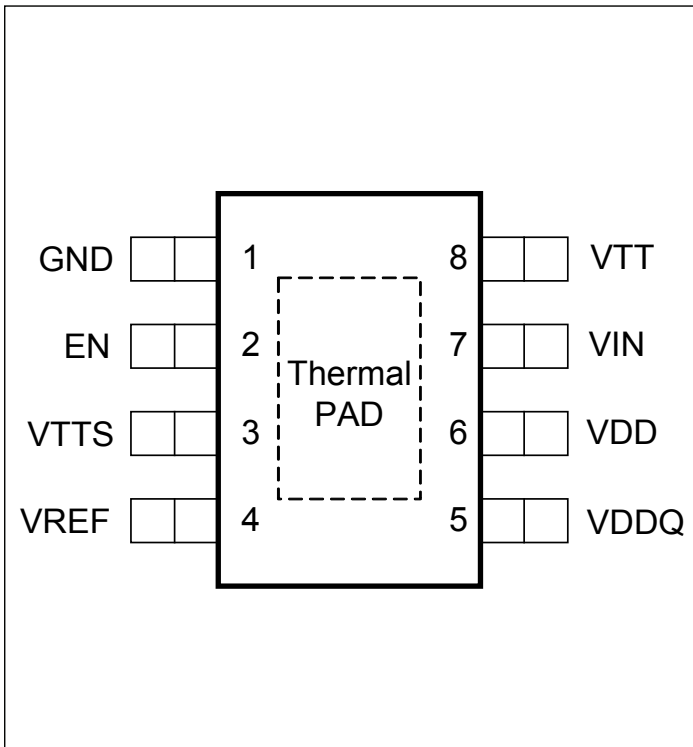 GND 1 8 VTT
EN 2 7 VIN
Thermal
PAD
VTTS 3 6 VDD
VREF 4 5 VDDQ